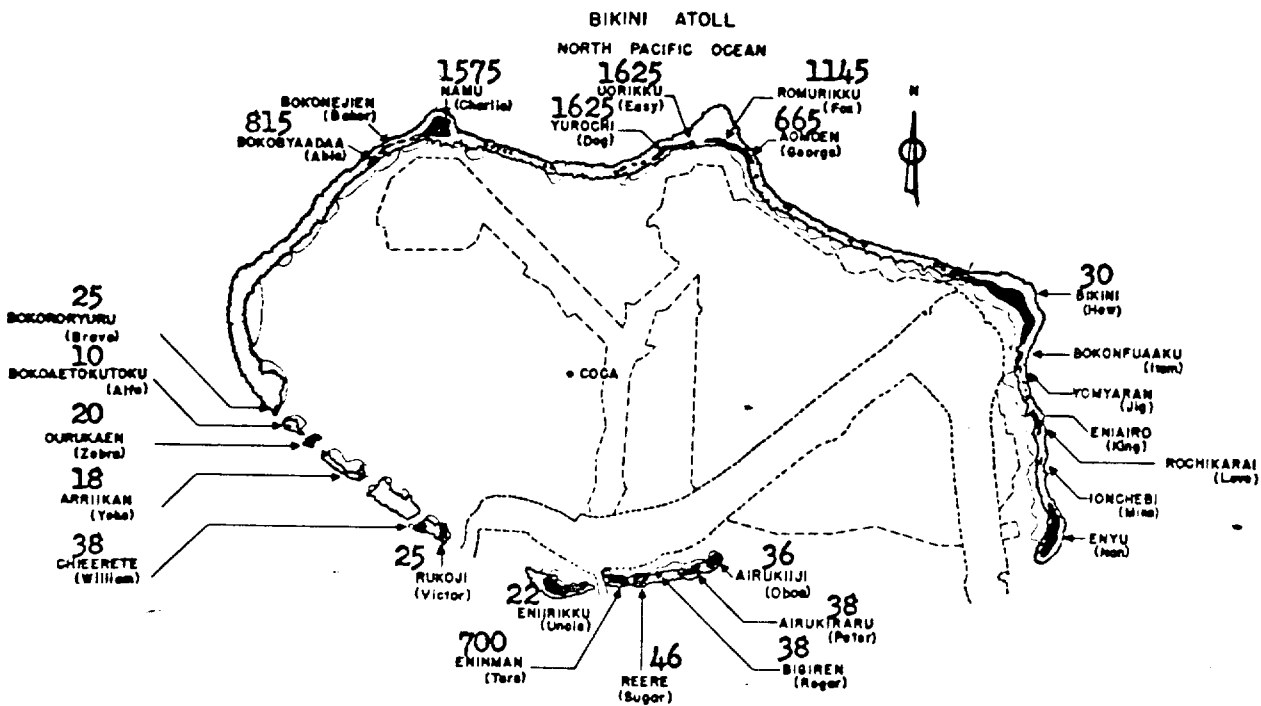 BIKINI ATOLL
NORTH PACIFIC OCEAN
1575
NAMU
(Charlie)
1625
UORIKKU
(Easy)
1145
ROMURIKKU
(Fox)
N
BOKONEJIEN
(Baker)
815
BOKOBYAADAA
(Able)
1625
YUROCHI
(Dog)
665
AOMOEN
(George)
30
BIKINI
(How)
25
BOKORORYURU
(Bravo)
BOKONFUAAKU
(Item)
10
BOKOAETOKUTOKU
(Alfa)
COCA
YOMYARAN
(Jig)
20
OURUKAEN
(Zebra)
ENIAIRO
(King)
ROCHIKARAI
(Love)
18
ARRIIKAN
(Yoke)
IONCHEBI
(Mike)
38
CHIEERETE
(William)
ENYU
(Nan)
25
RUKOJI
(Victor)
22
ENIIRIKKU
(Uncle)
36
AIRUKIIJI
(Oboe)
38
AIRUKIRARU
(Peter)
700
ENINMAN
(Tare)
46
REERE
(Sugar)
38
BIGIREN
(Roger)